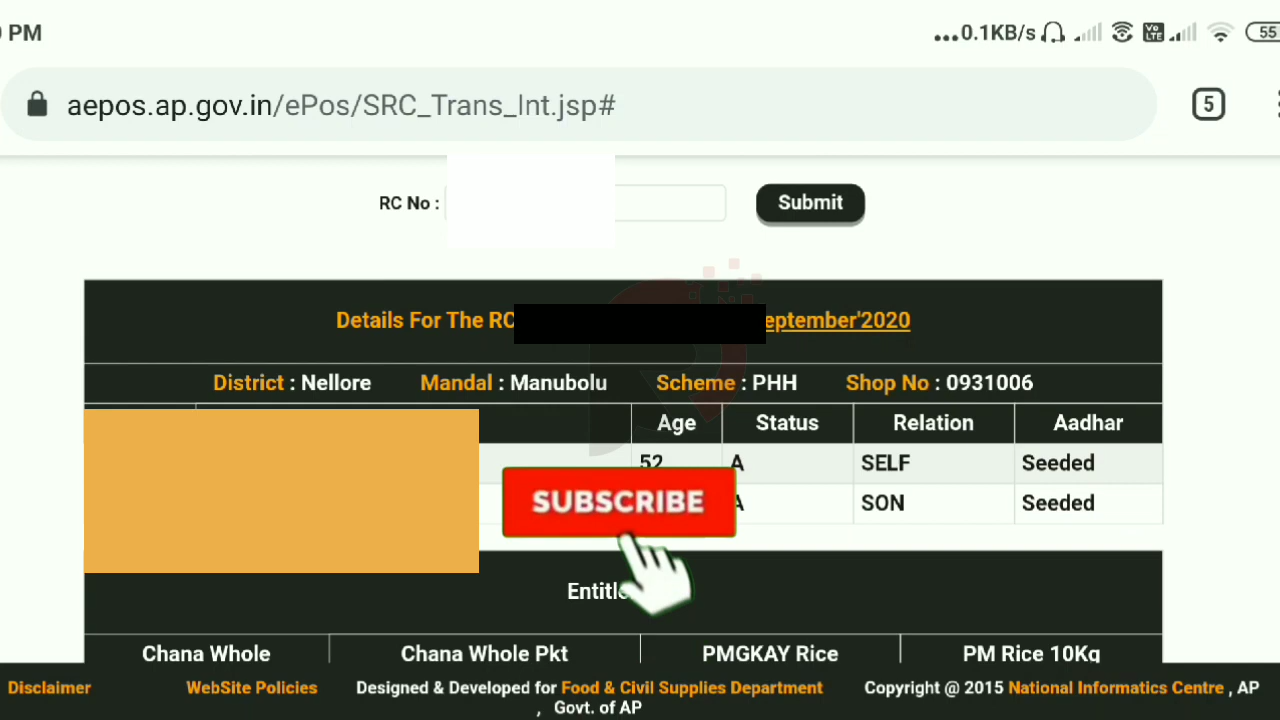 PM
...0.1KB/s Vo LTE 55
aepos.ap.gov.in/ePos/SRC_Trans_Int.jsp# 5
RC No : Submit
Details For The RC eptember'2020
District : Nellore Mandal : Manubolu Scheme : PHH Shop No : 0931006
Age Status Relation Aadhar
52 A SELF Seeded
A SON Seeded
SUBSCRIBE
Entitle
Chana Whole Chana Whole Pkt PMGKAY Rice PM Rice 10Kg
Disclaimer WebSite Policies Designed & Developed for Food & Civil Supplies Department Copyright @ 2015 National Informatics Centre , AP
, Govt. of AP